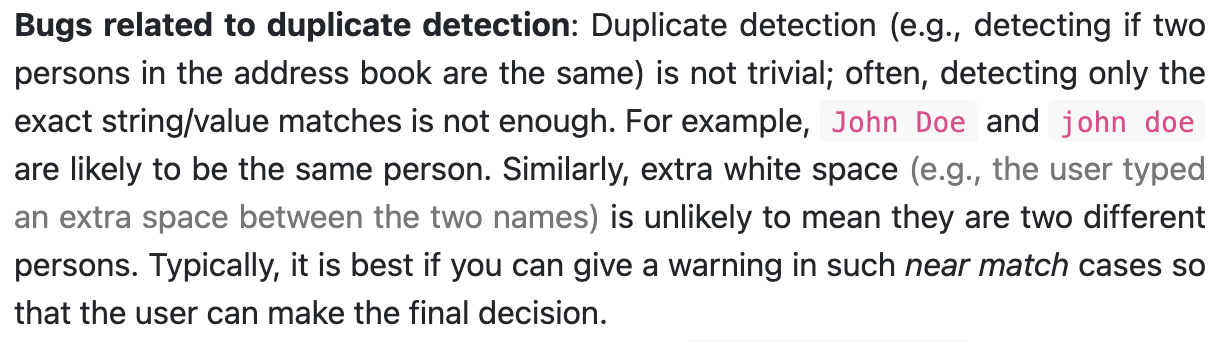 Bugs related to duplicate detection: Duplicate detection (e.g., detecting if two
persons in the address book are the same) is not trivial; often, detecting only the
exact string/value matches is not enough. For example, John Doe and john doe
are likely to be the same person. Similarly, extra white space (e.g., the user typed
an extra space between the two names) is unlikely to mean they are two different
persons. Typically, it is best if you can give a warning in such near match cases so
that the user can make the final decision.